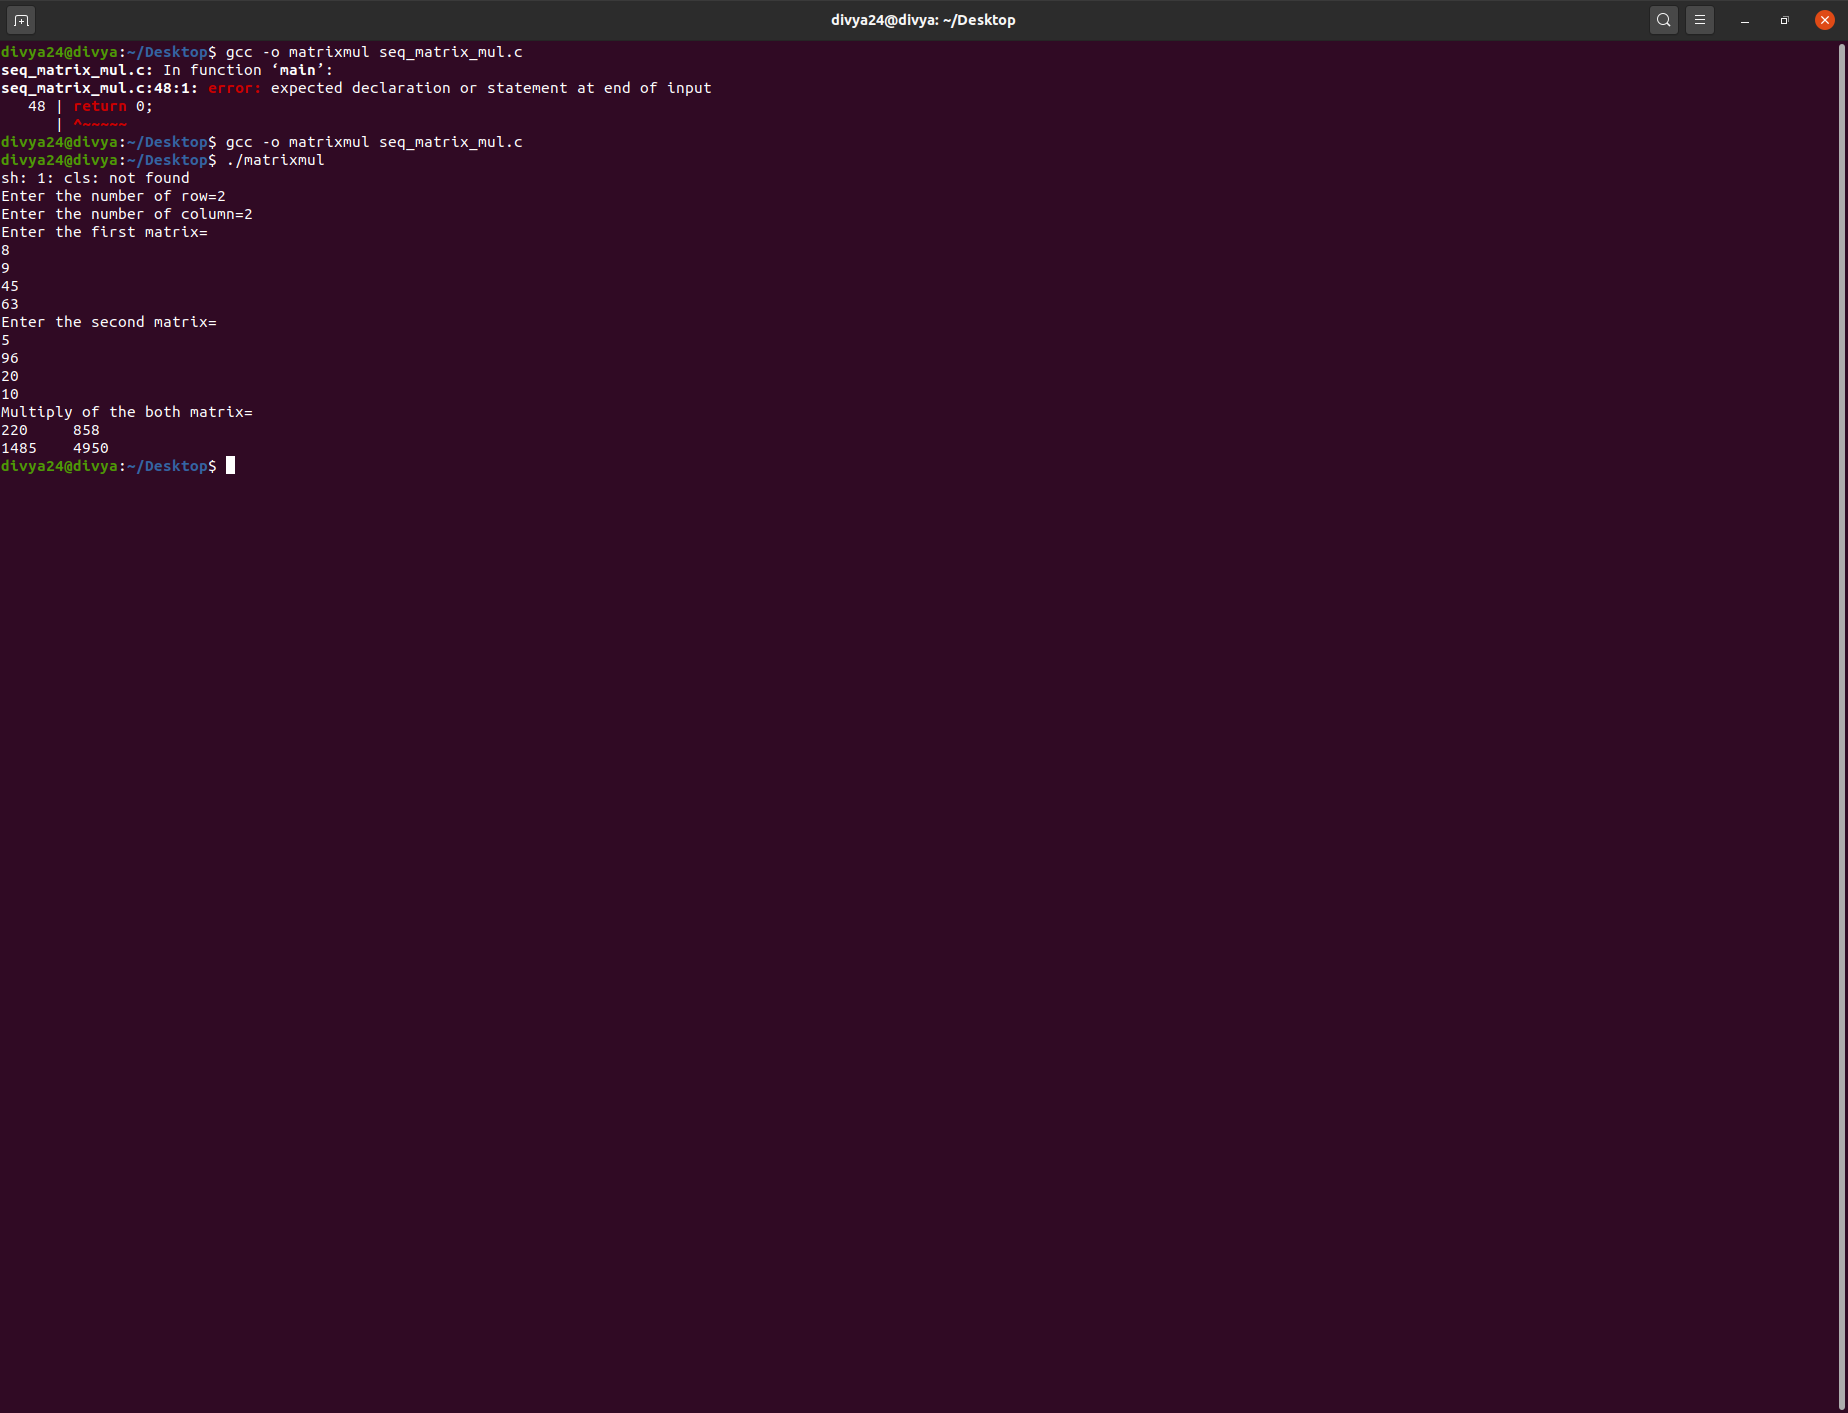 divya24@divya: ~/Desktop
divya24@divya:~/Desktop$ gcc -o matrixmul seq_matrix_mul.c
seq_matrix_mul.c: In function ‘main’:
seq_matrix_mul.c:48:1: error: expected declaration or statement at end of input
   48 | return 0;
      | ^~~~~~
divya24@divya:~/Desktop$ gcc -o matrixmul seq_matrix_mul.c
divya24@divya:~/Desktop$ ./matrixmul
sh: 1: cls: not found
Enter the number of row=2
Enter the number of column=2
Enter the first matrix=
8
9
45
63
Enter the second matrix=
5
96
20
10
Multiply of the both matrix=
220     858
1485    4950
divya24@divya:~/Desktop$